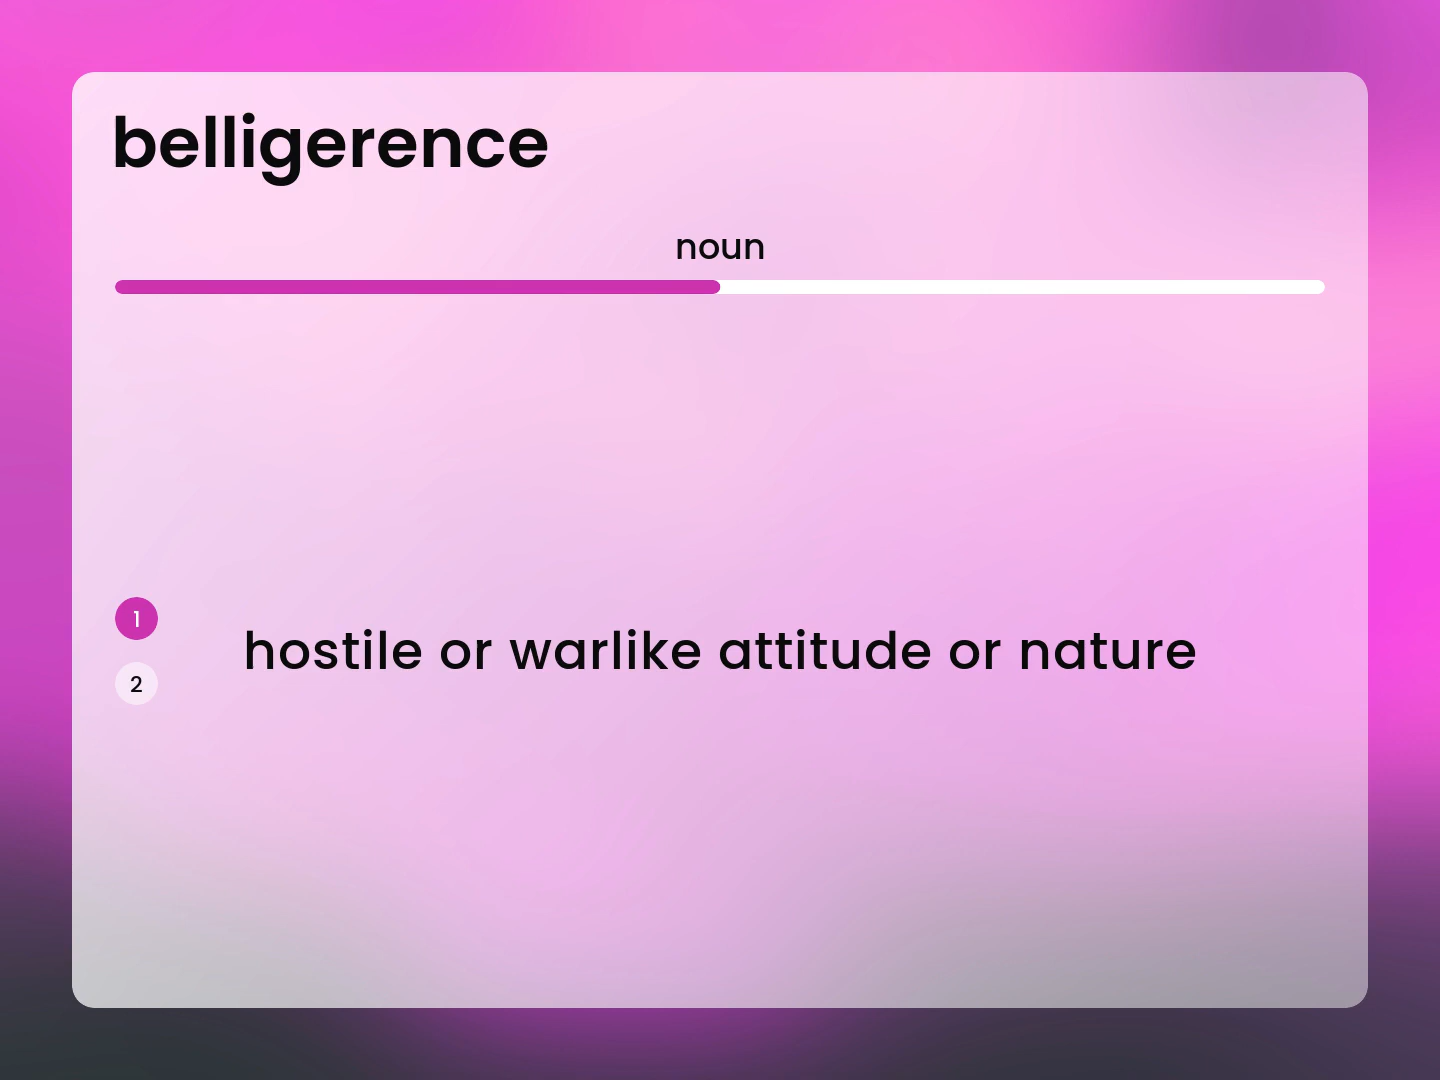 belligerence
noun
1
hostile or warlike attitude or nature
2